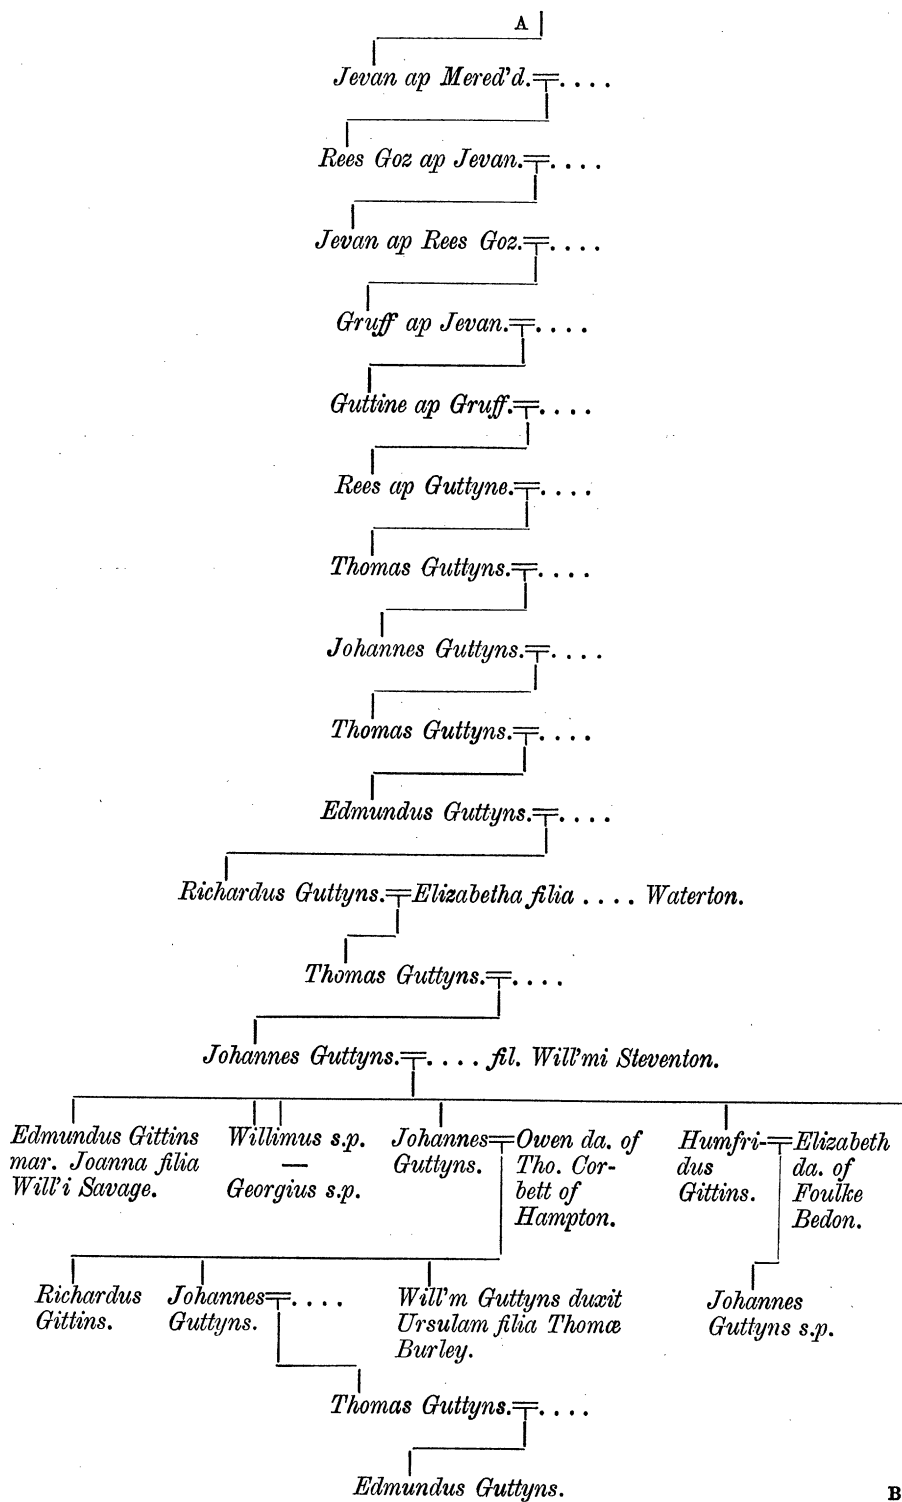 A
Jevan ap Mered'd. . . . .
Rees Goz ap Jevan. . . . .
Jevan ap Rees Goz. . . . .
Gruff ap Jevan. . . . .
Guttine ap Gruff. . . . .
Rees ap Guttyne. . . . .
Thomas Guttyns. . . . .
Johannes Guttyns. . . . .
Thomas Guttyns. . . . .
Edmundus Guttyns. . . . .
Richardus Guttyns. Elizabetha filia . . . . Waterton.
Thomas Guttyns. . . . .
Johannes Guttyns. . . . . fil. Will'mi Steventon.
Edmundus Gittins
mar. Joanna filia
Will'i Savage.
Willimus s.p.
—
Georgius s.p.
Johannes
Guttyns.
Owen da. of
Tho. Cor-
bett of
Hampton.
Humfri-
dus
Gittins.
Elizabeth
da. of
Foulke
Bedon.
Richardus
Gittins.
Johannes . . . .
Guttyns.
Will'm Guttyns duxit
Ursulam filia Thomæ
Burley.
Johannes
Guttyns s.p.
Thomas Guttyns. . . . .
Edmundus Guttyns.
B